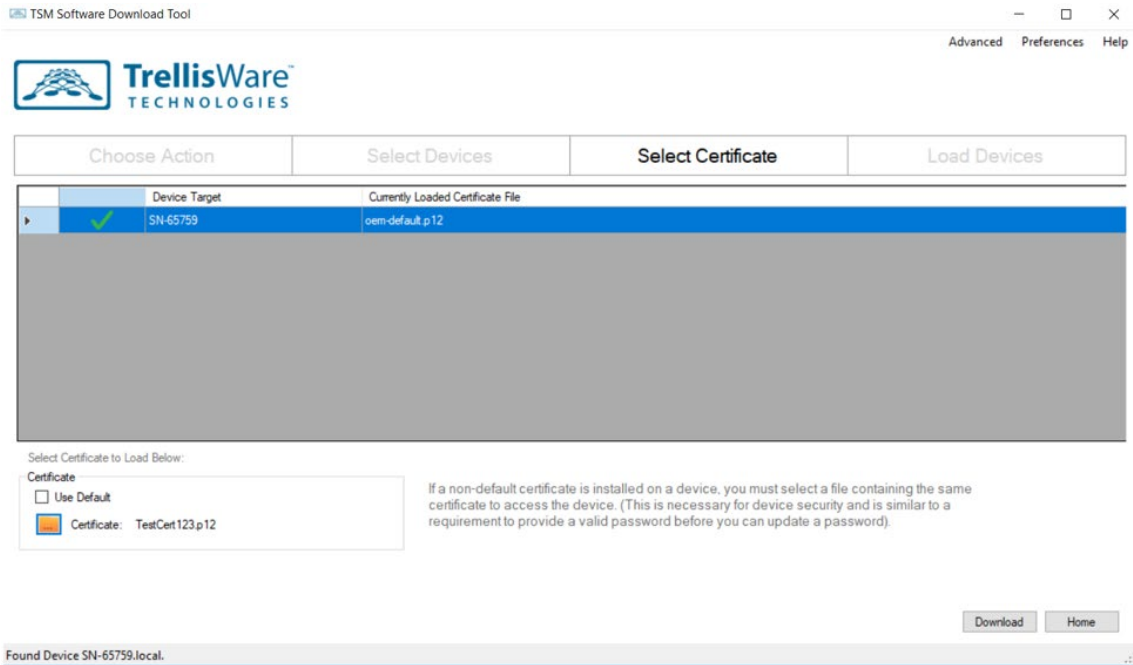 TSM Software Download Tool
Advanced Preferences Help
TrellisWare™
TECHNOLOGIES
Choose Action Select Devices Select Certificate Load Devices
Device Target Currently Loaded Certificate File
SN-65759 oem-default.p12
Select Certificate to Load Below:
Certificate
Use Default
... Certificate: TestCert123.p12
If a non-default certificate is installed on a device, you must select a file containing the same
certificate to access the device. (This is necessary for device security and is similar to a
requirement to provide a valid password before you can update a password).
Download Home
Found Device SN-65759.local.